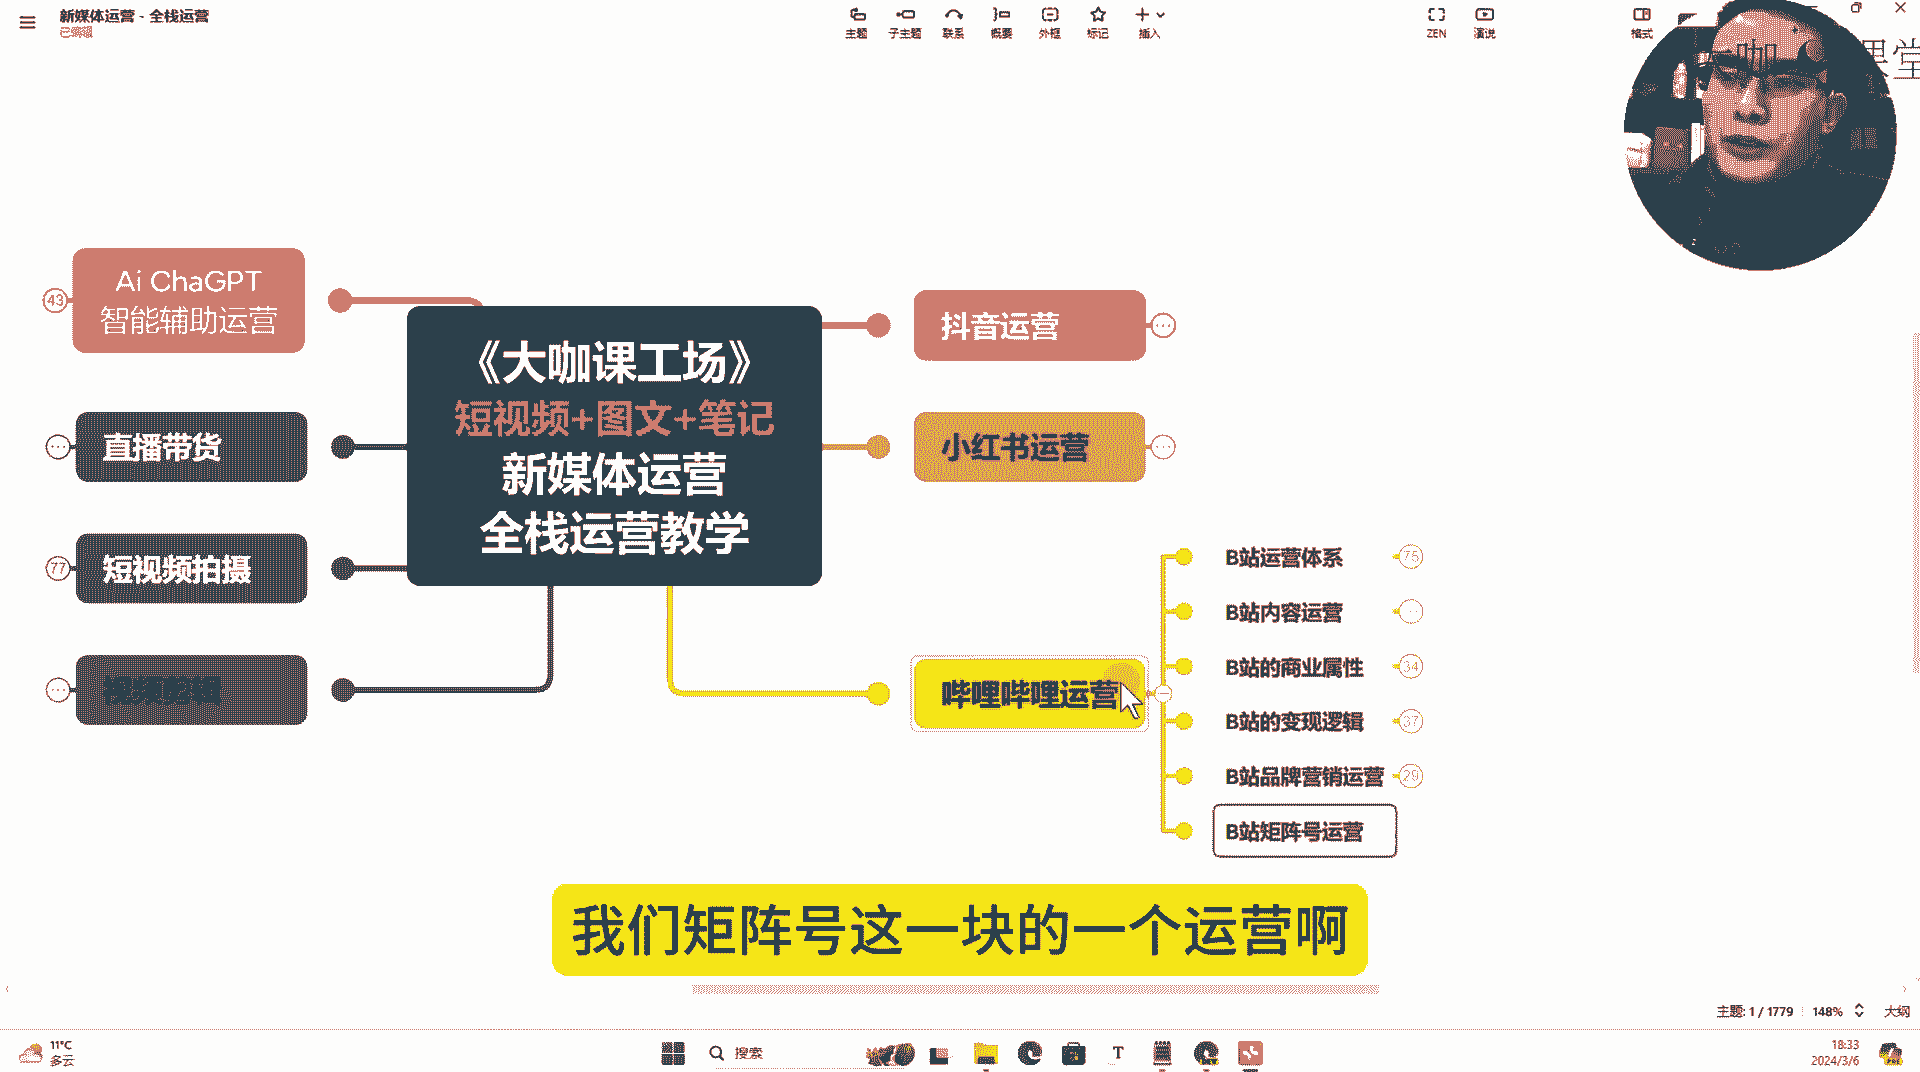 新媒体运营 - 全栈运营
已编辑
主题
子主题
联系
概要
外框
标记
插入
ZEN
演说
格式
咖
课堂
43
Ai ChaGPT
智能辅助运营
直播带货
77
短视频拍摄
视频剪辑
《大咖课工场》
短视频+图文+笔记
新媒体运营
全栈运营教学
抖音运营
小红书运营
哔哩哔哩运营
B站运营体系
75
B站内容运营
B站的商业属性
34
B站的变现逻辑
37
B站品牌营销运营
29
B站矩阵号运营
我们矩阵号这一块的一个运营啊
主题: 1 / 1779
148%
大纲
11°C
多云
搜索
18:33
2024/3/6